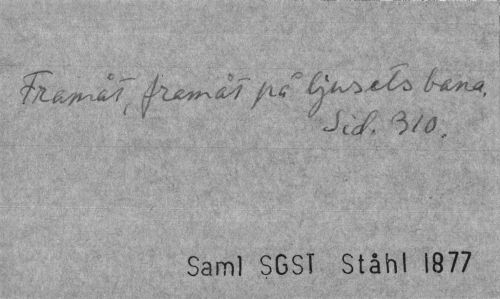 Framåt, framåt på ljusets bana.
Sid. 310.
Saml SGST Ståhl 1877